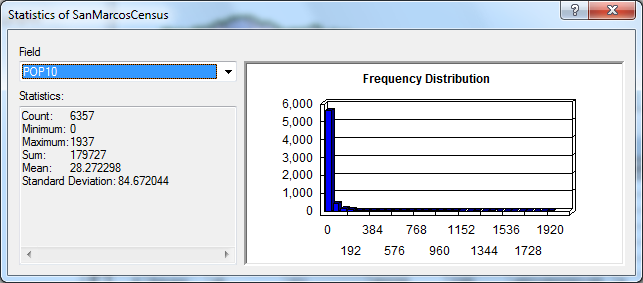 Statistics of SanMarcosCensus
Field
POP10
Statistics:
Count: 6357
Minimum: 0
Maximum: 1937
Sum: 179727
Mean: 28.272298
Standard Deviation: 84.672044
Frequency Distribution
6,000
5,000
4,000
3,000
2,000
1,000
0
0 384 768 1152 1536 1920
192 576 960 1344 1728